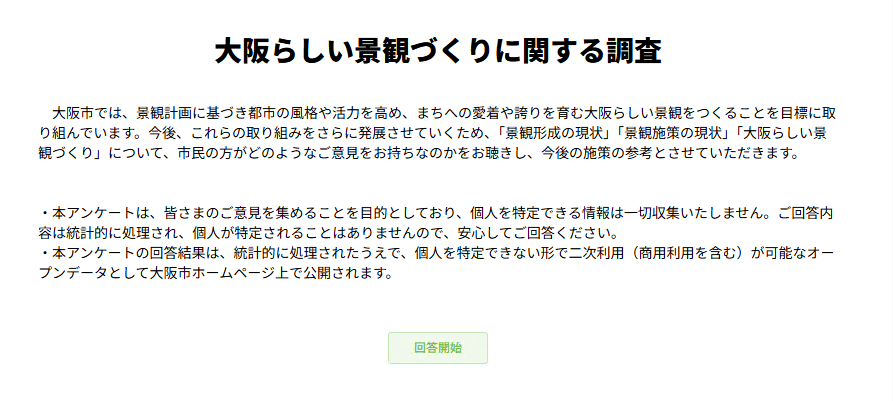 大阪らしい景観づくりに関する調査
　大阪市では、景観計画に基づき都市の風格や活力を高め、まちへの愛着や誇りを育む大阪らしい景観をつくることを目標に取
り組んでいます。今後、これらの取り組みをさらに発展させていくため、「景観形成の現状」「景観施策の現状」「大阪らしい景
観づくり」について、市民の方がどのようなご意見をお持ちなのかをお聴きし、今後の施策の参考とさせていただきます。
・本アンケートは、皆さまのご意見を集めることを目的としており、個人を特定できる情報は一切収集いたしません。ご回答内
容は統計的に処理され、個人が特定されることはありませんので、安心してご回答ください。
・本アンケートの回答結果は、統計的に処理されたうえで、個人を特定できない形で二次利用（商用利用を含む）が可能なオー
プンデータとして大阪市ホームページ上で公開されます。
回答開始